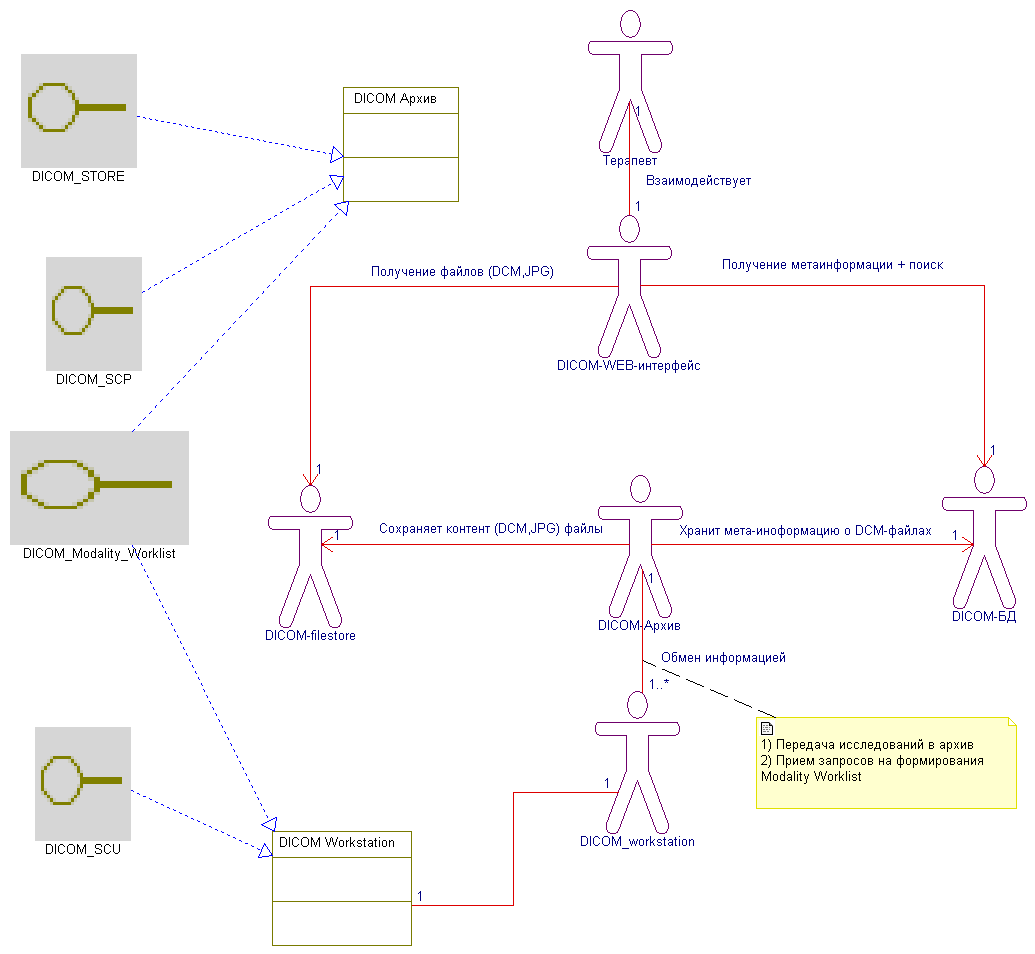 DICOM Архив
DICOM_STORE
1
Терапевт
Взаимодействует
1
Получение файлов (DCM,JPG)
Получение метаинформации + поиск
DICOM_SCP
DICOM-WEB-интерфейс
1
1
Сохраняет контент (DCM,JPG) файлы
Хранит мета-иноформацию о DCM-файлах
1
1
DICOM_Modality_Worklist
1
DICOM-filestore
DICOM-Архив
DICOM-БД
Обмен информацией
1..*
1) Передача исследований в архив
2) Прием запросов на формирования
Modality Worklist
1
DICOM_SCU
DICOM Workstation
DICOM_workstation
1